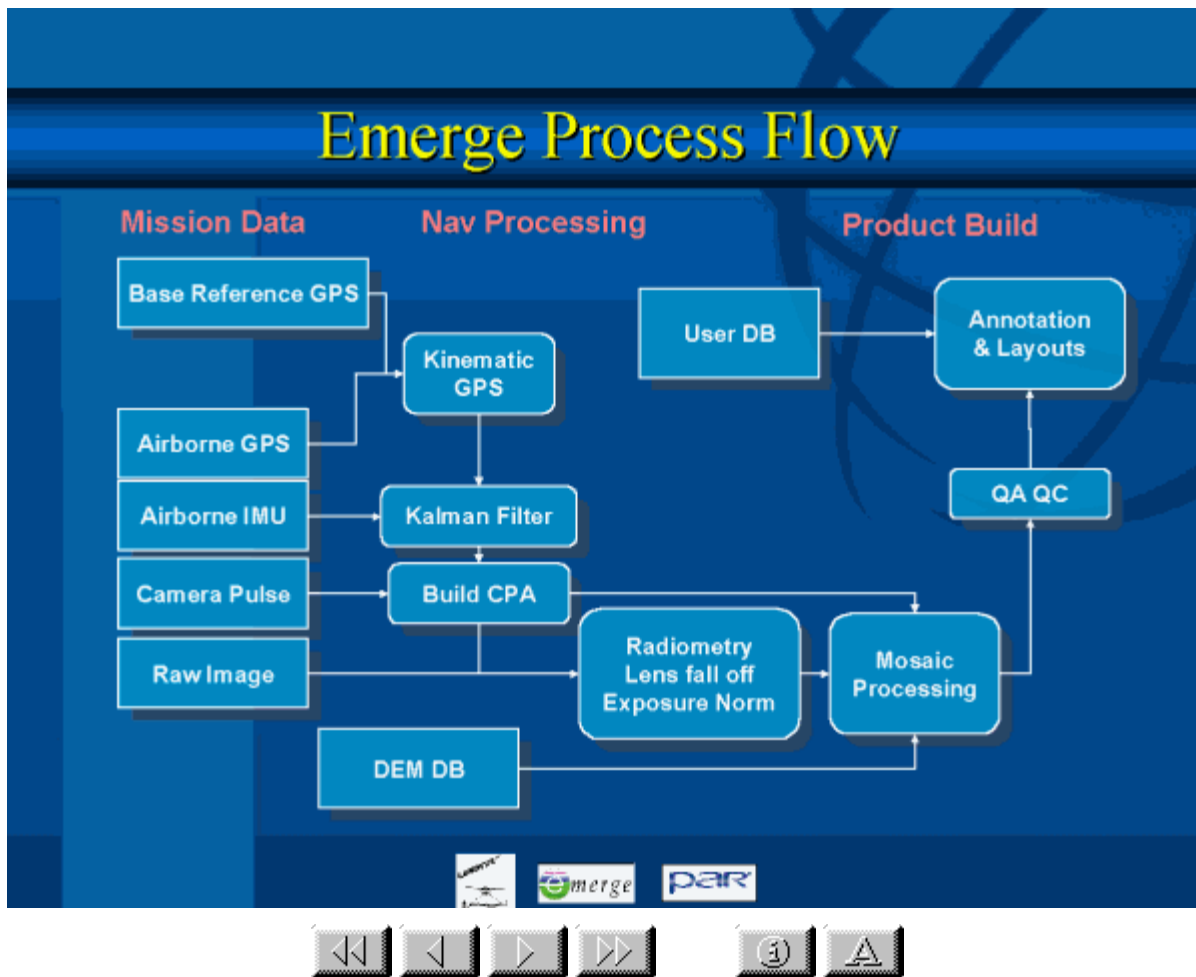 Emerge Process Flow
Mission Data
Nav Processing
Product Build
Base Reference GPS
Kinematic
GPS
User DB
Annotation
& Layouts
Airborne GPS
Airborne IMU
Kalman Filter
QA QC
Camera Pulse
Build CPA
Raw Image
Radiometry
Lens fall off
Exposure Norm
Mosaic
Processing
DEM DB
emerge
par
A